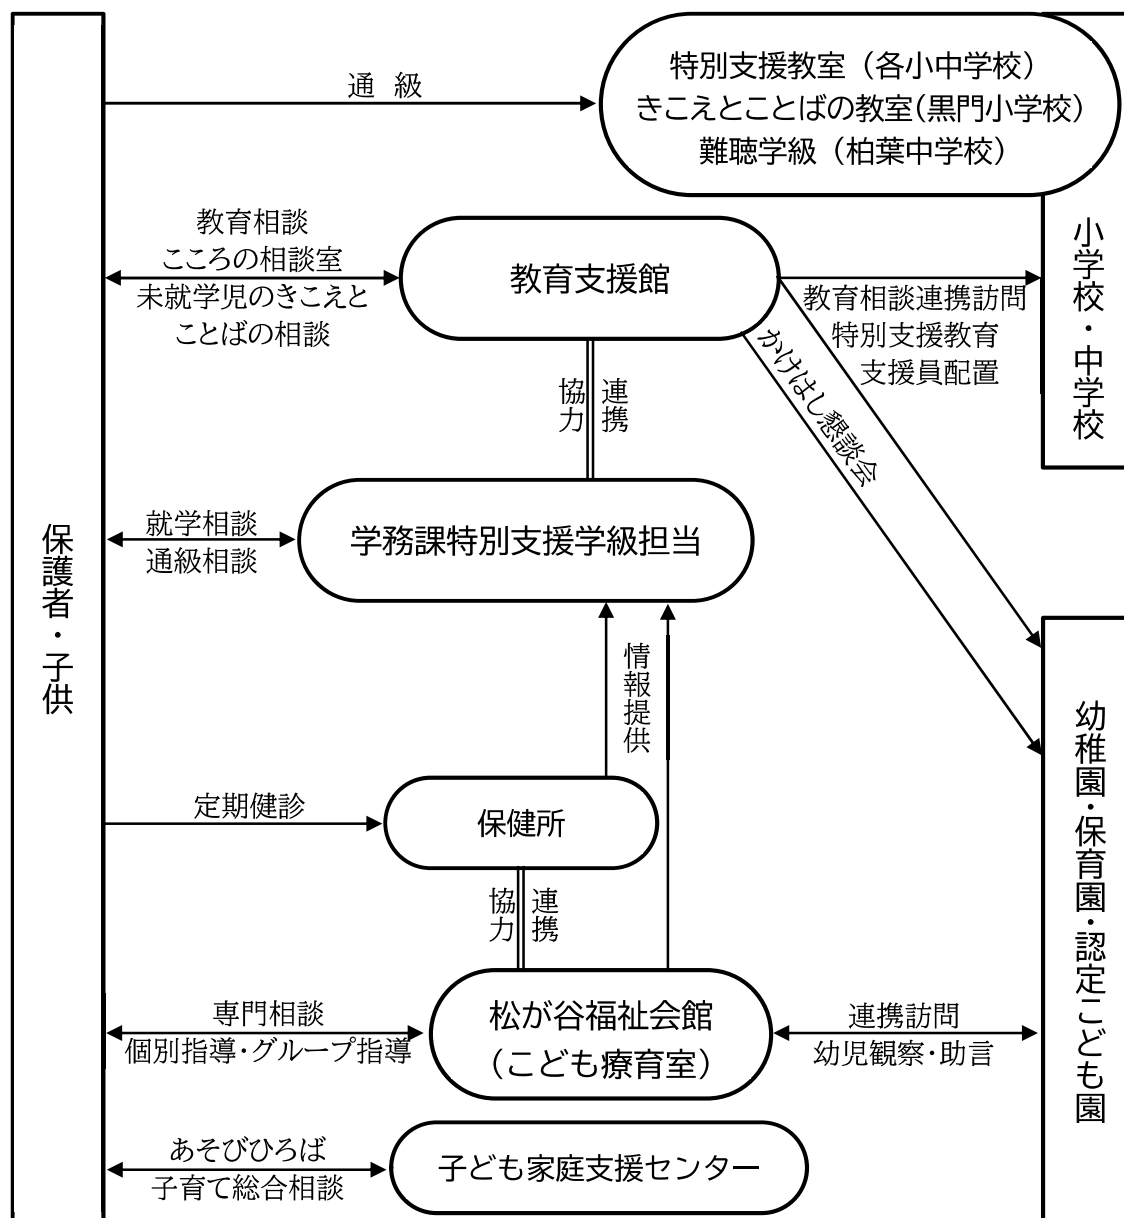 通 級
特別支援教室（各小中学校）
きこえとことばの教室（黒門小学校）
難聴学級（柏葉中学校）
小学校・中学校
教育相談
こころの相談室
未就学児のきこえと
ことばの相談
教育支援館
教育相談連携訪問
特別支援教育
支援員配置
かけはし懇談会
協力
連携
保護者・子供
就学相談
通級相談
学務課特別支援学級担当
情報提供
幼稚園・保育園・認定こども園
定期健診
保健所
協力
連携
専門相談
個別指導・グループ指導
松が谷福祉会館
（こども療育室）
連携訪問
幼児観察・助言
あそびひろば
子育て総合相談
子ども家庭支援センター